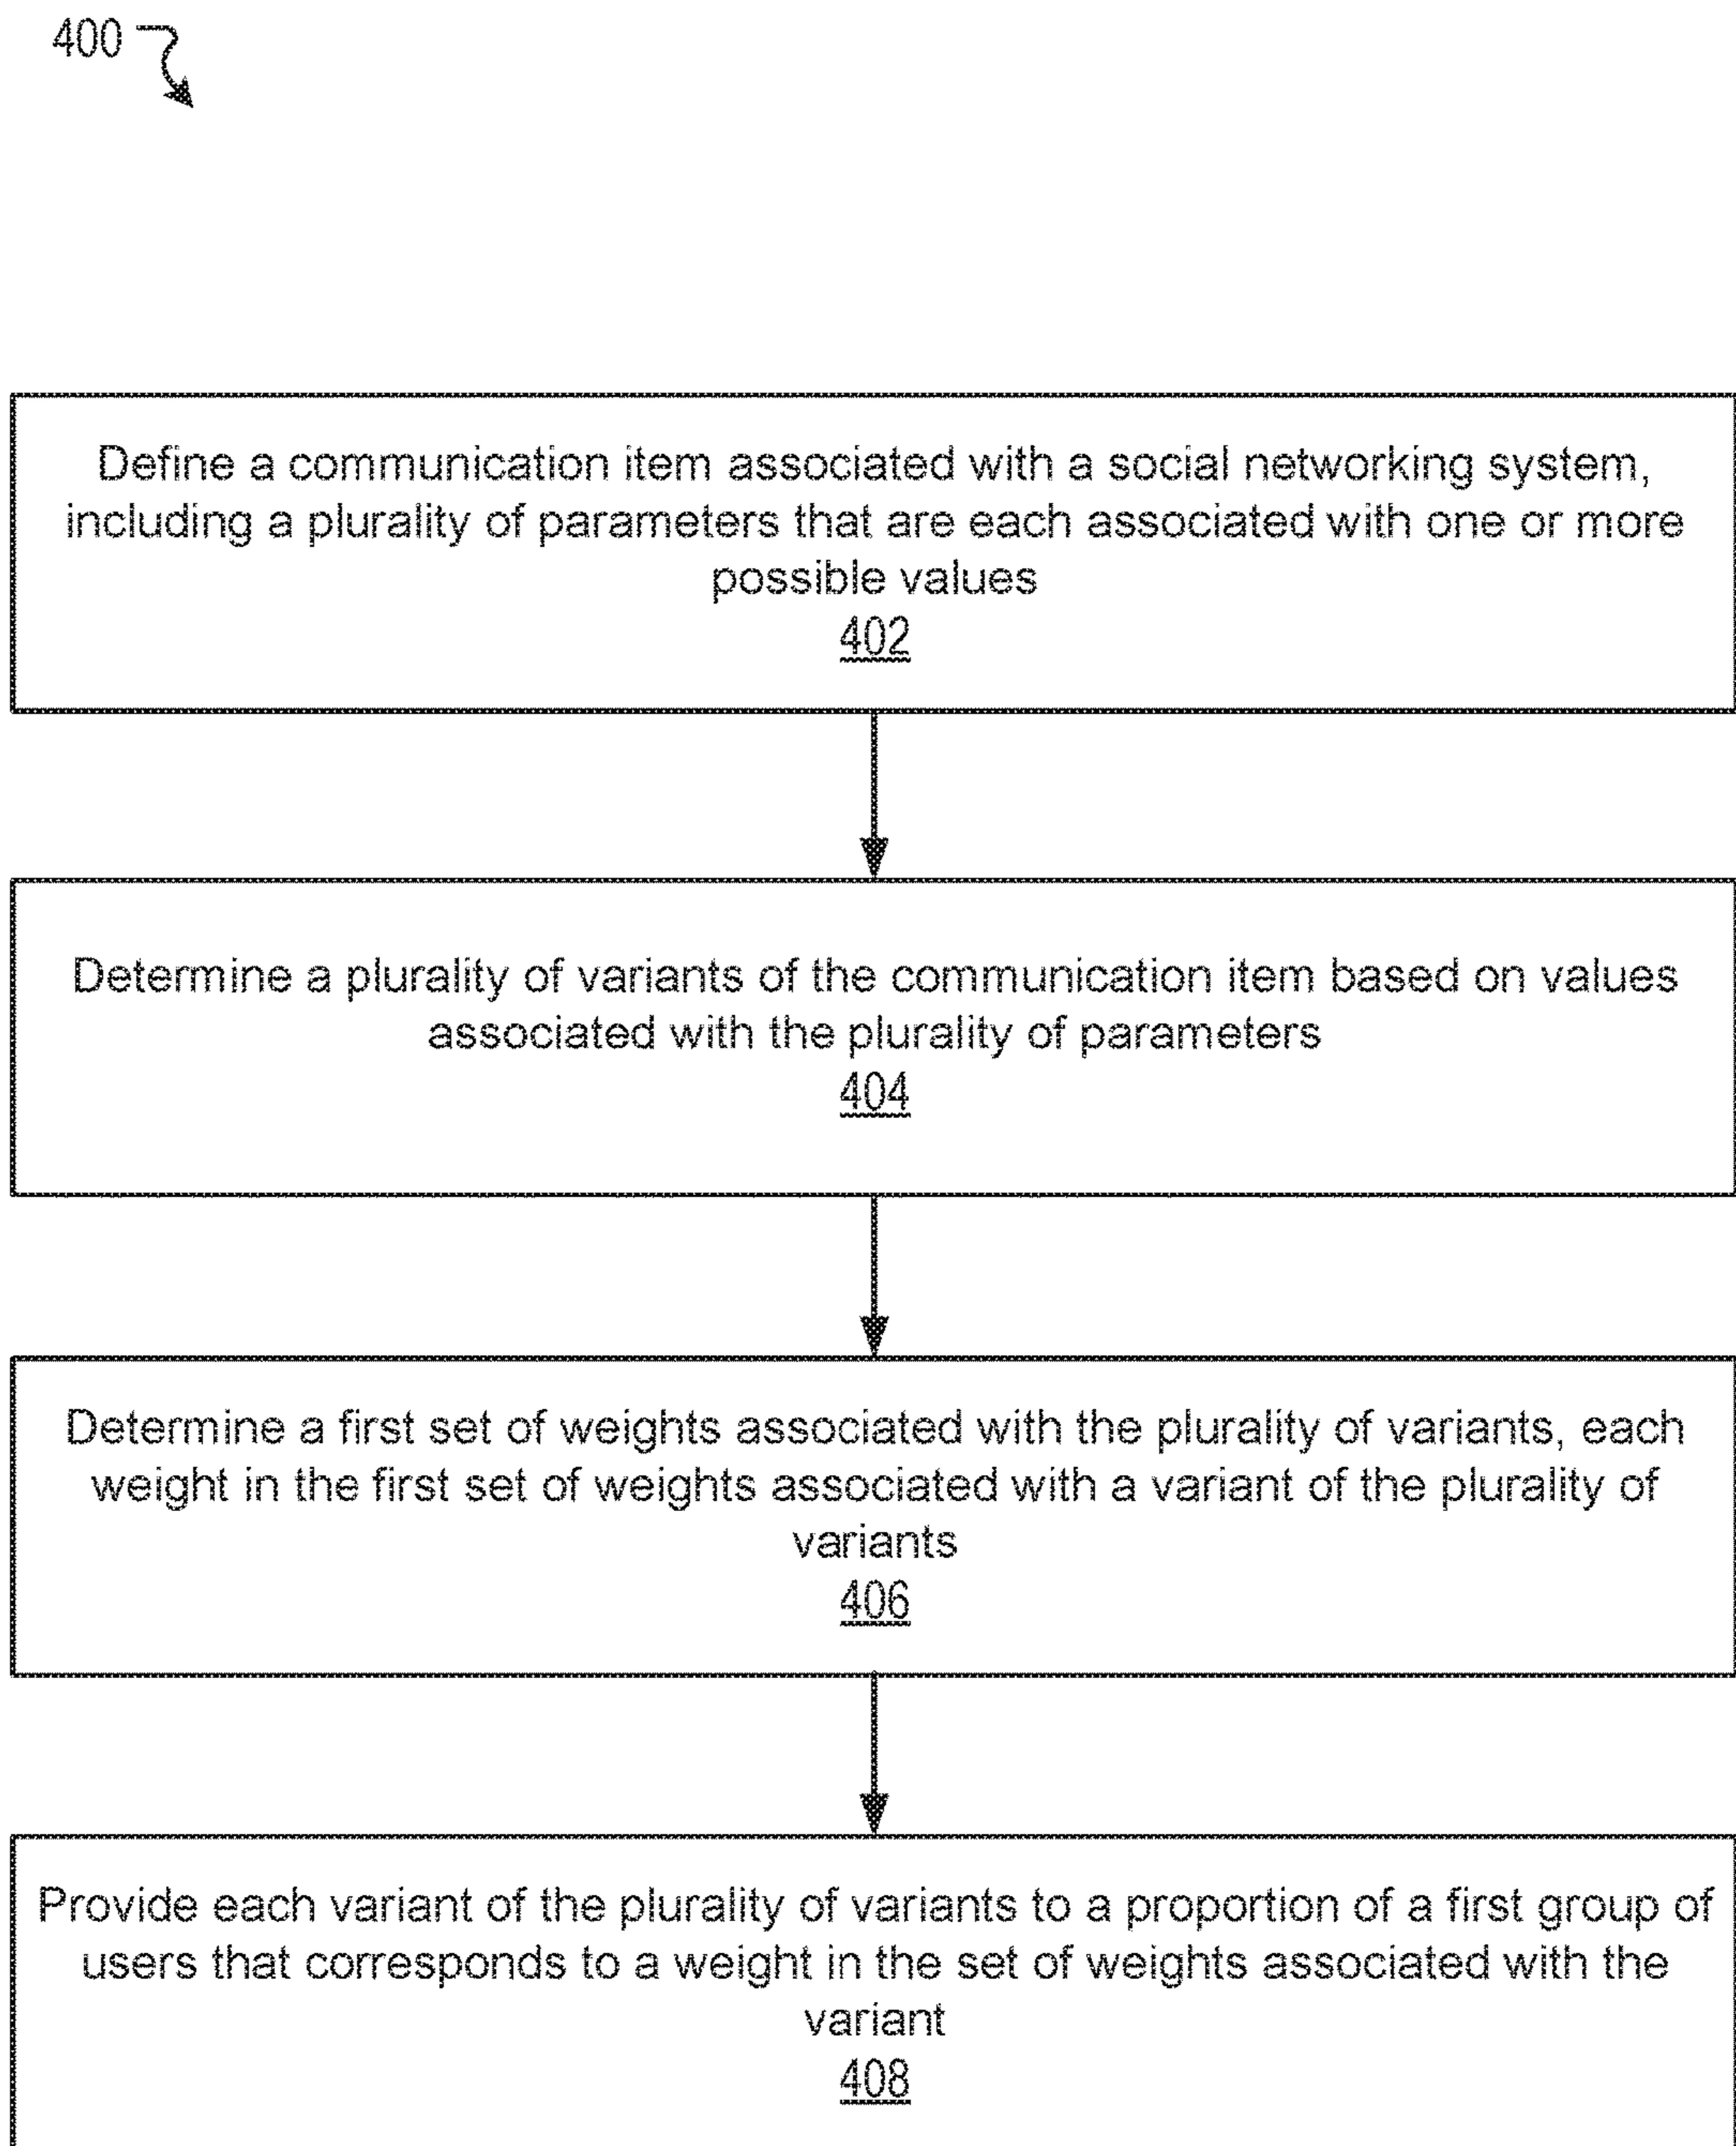 400
Define a communication item associated with a social networking system,
including a plurality of parameters that are each associated with one or more
possible values
402
Determine a plurality of variants of the communication item based on values
associated with the plurality of parameters
404
Determine a first set of weights associated with the plurality of variants, each
weight in the first set of weights associated with a variant of the plurality of
variants
406
Provide each variant of the plurality of variants to a proportion of a first group of
users that corresponds to a weight in the set of weights associated with the
variant
408